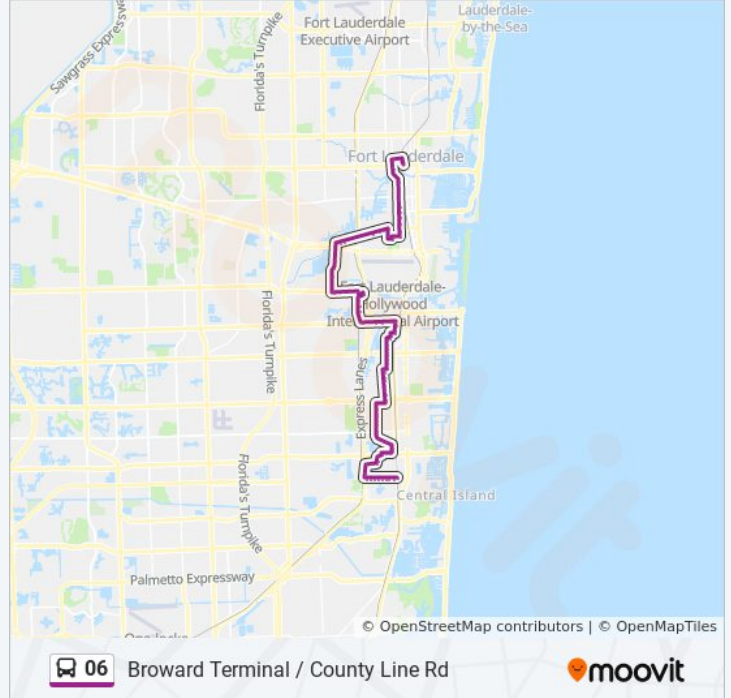 Lauderdale-
by-the-Sea
Fort Lauderdale
Executive Airport
Sawgrass Express
Florida's Turnpike
Fort Lauderdale
Fort Lauderdale-
Hollywood
International Airport
Florida's Turnpike
Express Lanes
Florida's Turnpike
Central Island
Palmetto Expressway
© OpenStreetMap contributors | © OpenMapTiles
06 Broward Terminal / County Line Rd
moovit